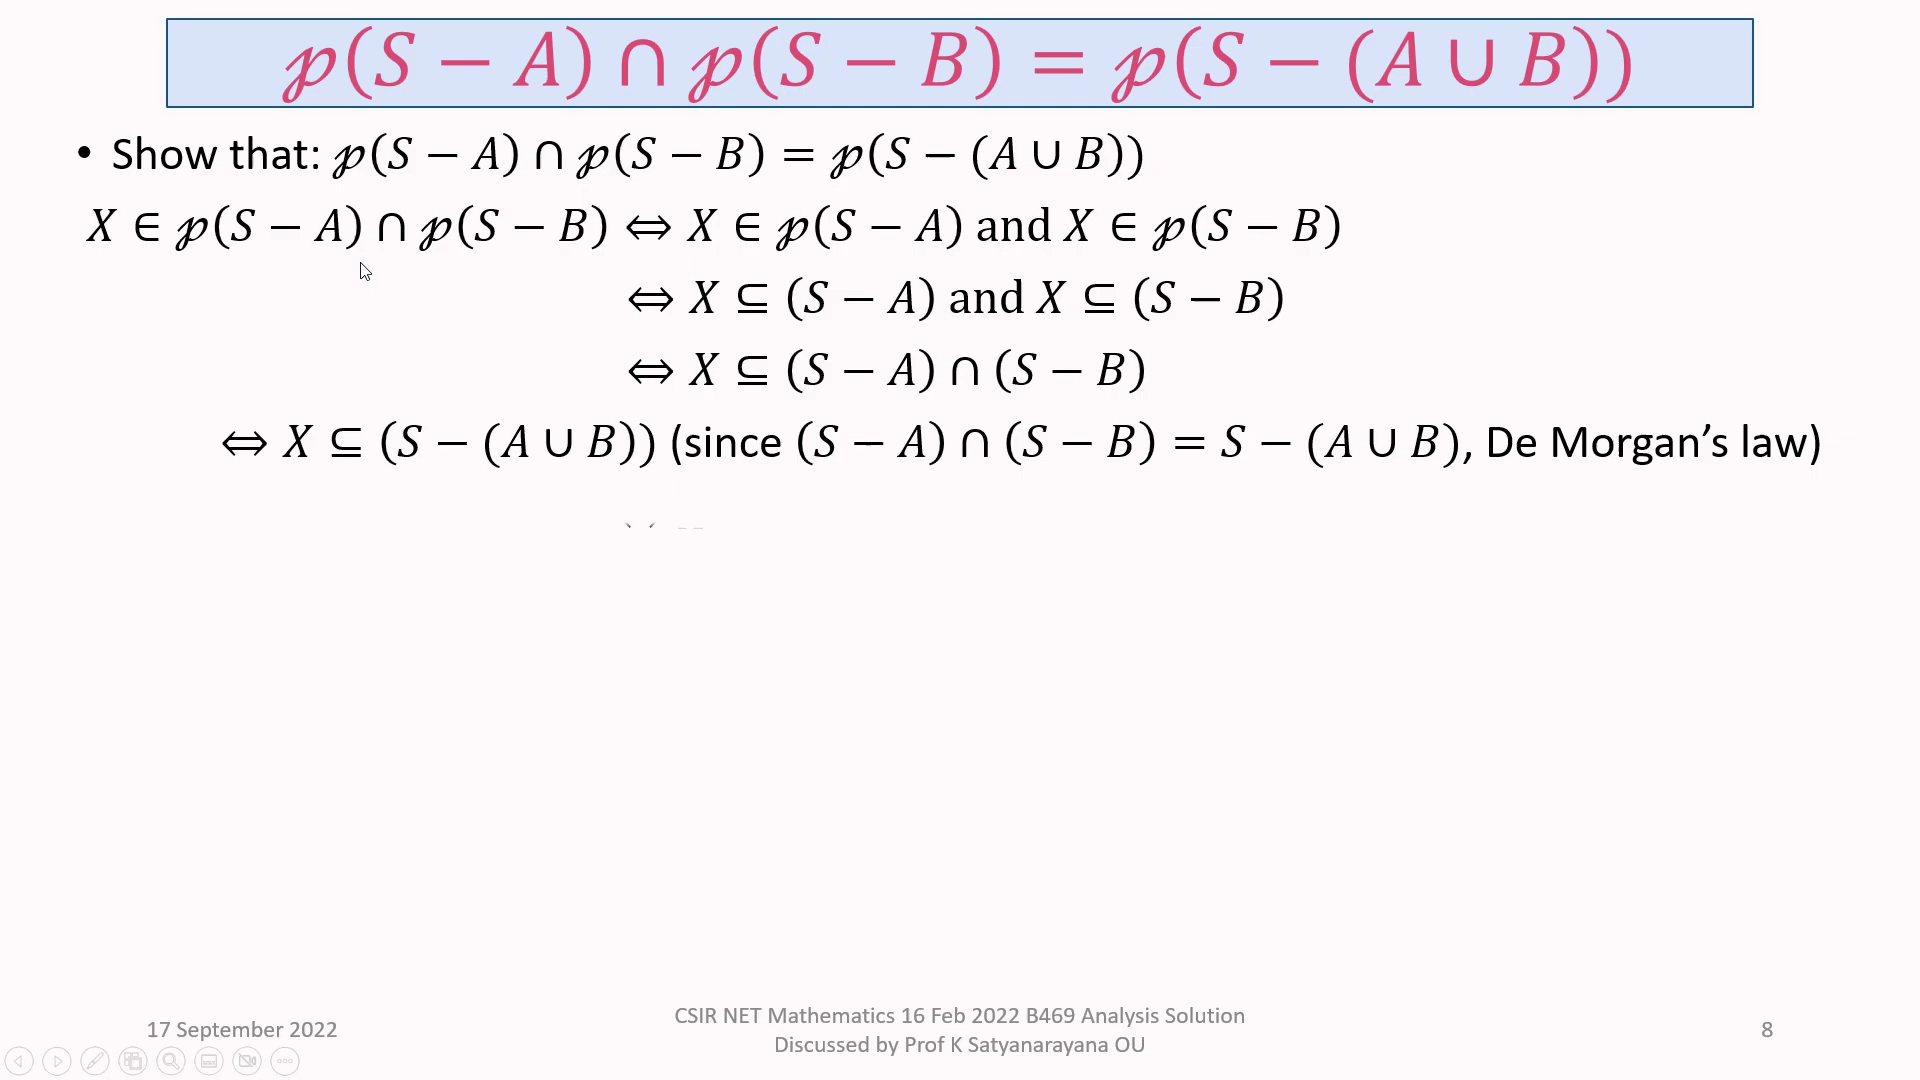 ℘(S − A) ∩ ℘(S − B) = ℘(S − (A ∪ B))
• Show that: ℘(S − A) ∩ ℘(S − B) = ℘(S − (A ∪ B))
X ∈ ℘(S − A) ∩ ℘(S − B) ⇔ X ∈ ℘(S − A) and X ∈ ℘(S − B)
⇔ X ⊆ (S − A) and X ⊆ (S − B)
⇔ X ⊆ (S − A) ∩ (S − B)
⇔ X ⊆ (S − (A ∪ B)) (since (S − A) ∩ (S − B) = S − (A ∪ B), De Morgan’s law)
17 September 2022
CSIR NET Mathematics 16 Feb 2022 B469 Analysis Solution
Discussed by Prof K Satyanarayana OU
8